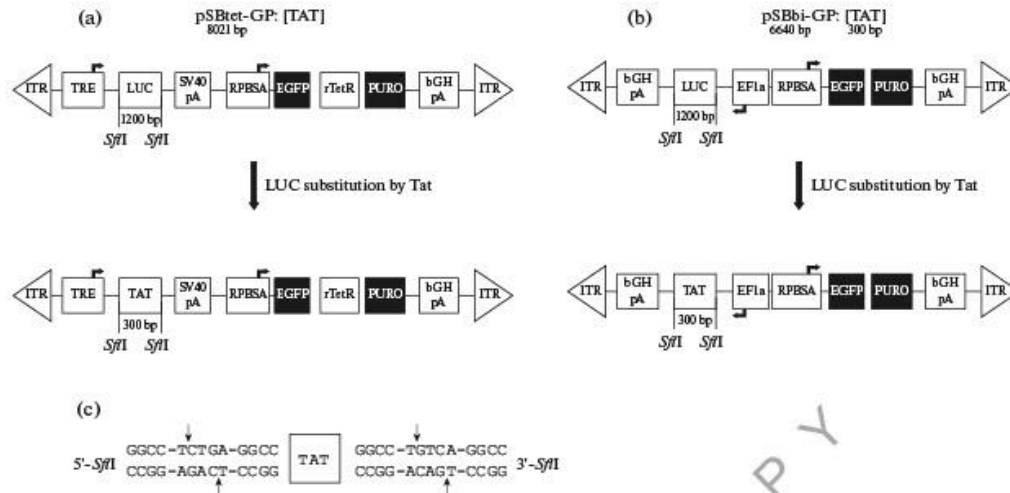 (a)
pSBtet-GP: [TAT]
8021 bp
ITR TRE LUC SV40 pA RPBSA EGFP rTetR PURO bGH pA ITR
1200 bp
SfiI SfiI
LUC substitution by Tat
ITR TRE TAT SV40 pA RPBSA EGFP rTetR PURO bGH pA ITR
300 bp
SfiI SfiI
(b)
pSBbi-GP: [TAT]
6640 bp 300 bp
ITR bGH pA LUC EF1a RPBSA EGFP PURO bGH pA ITR
1200 bp
SfiI SfiI
LUC substitution by Tat
ITR bGH pA TAT EF1a RPBSA EGFP PURO bGH pA ITR
300 bp
SfiI SfiI
(c)
GGCC-TCTGA-GGCC GGCC-TGTCA-GGCC
5'-SfiI TAT 3'-SfiI
CCGG-AGACT-CCGG CCGG-ACAGT-CCGG
P Y